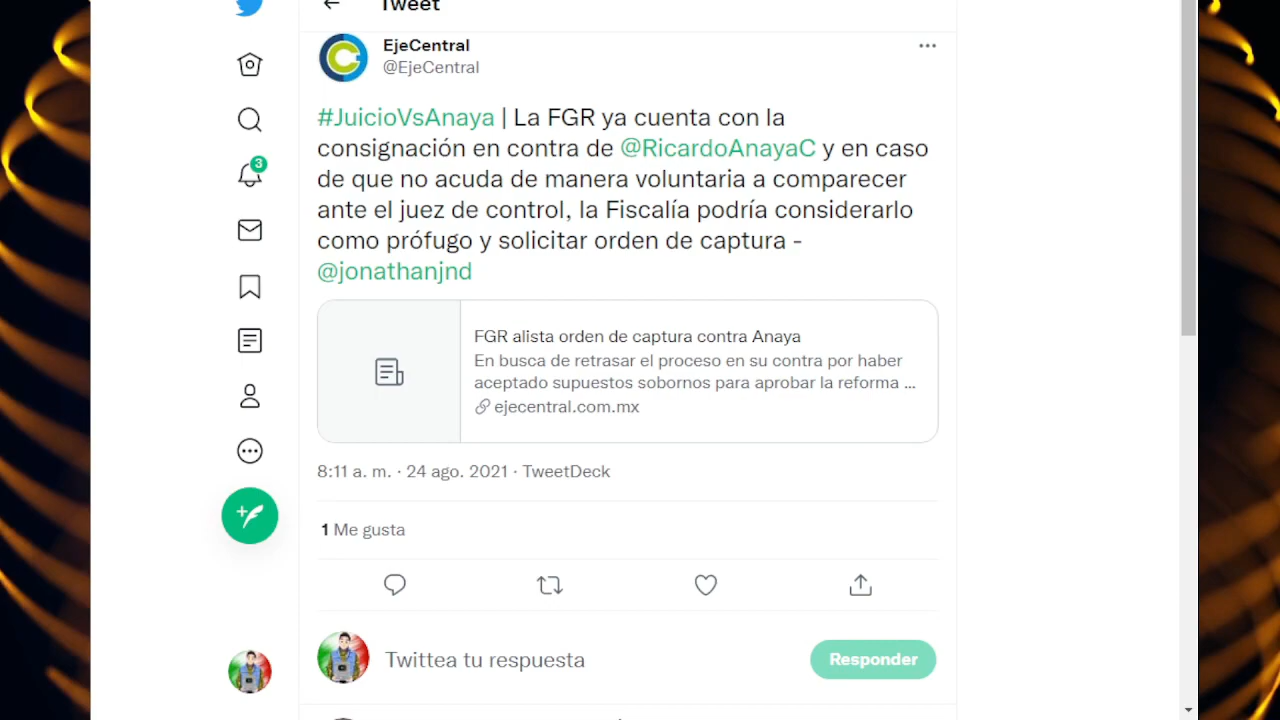 Tweet
EjeCentral
@EjeCentral
#JuicioVsAnaya | La FGR ya cuenta con la
consignación en contra de @RicardoAnayaC y en caso
de que no acuda de manera voluntaria a comparecer
ante el juez de control, la Fiscalía podría considerarlo
como prófugo y solicitar orden de captura -
@jonathanjnd
FGR alista orden de captura contra Anaya
En busca de retrasar el proceso en su contra por haber
aceptado supuestos sobornos para aprobar la reforma ...
ejecentral.com.mx
8:11 a. m. · 24 ago. 2021 · TweetDeck
1 Me gusta
Twittea tu respuesta
Responder
3